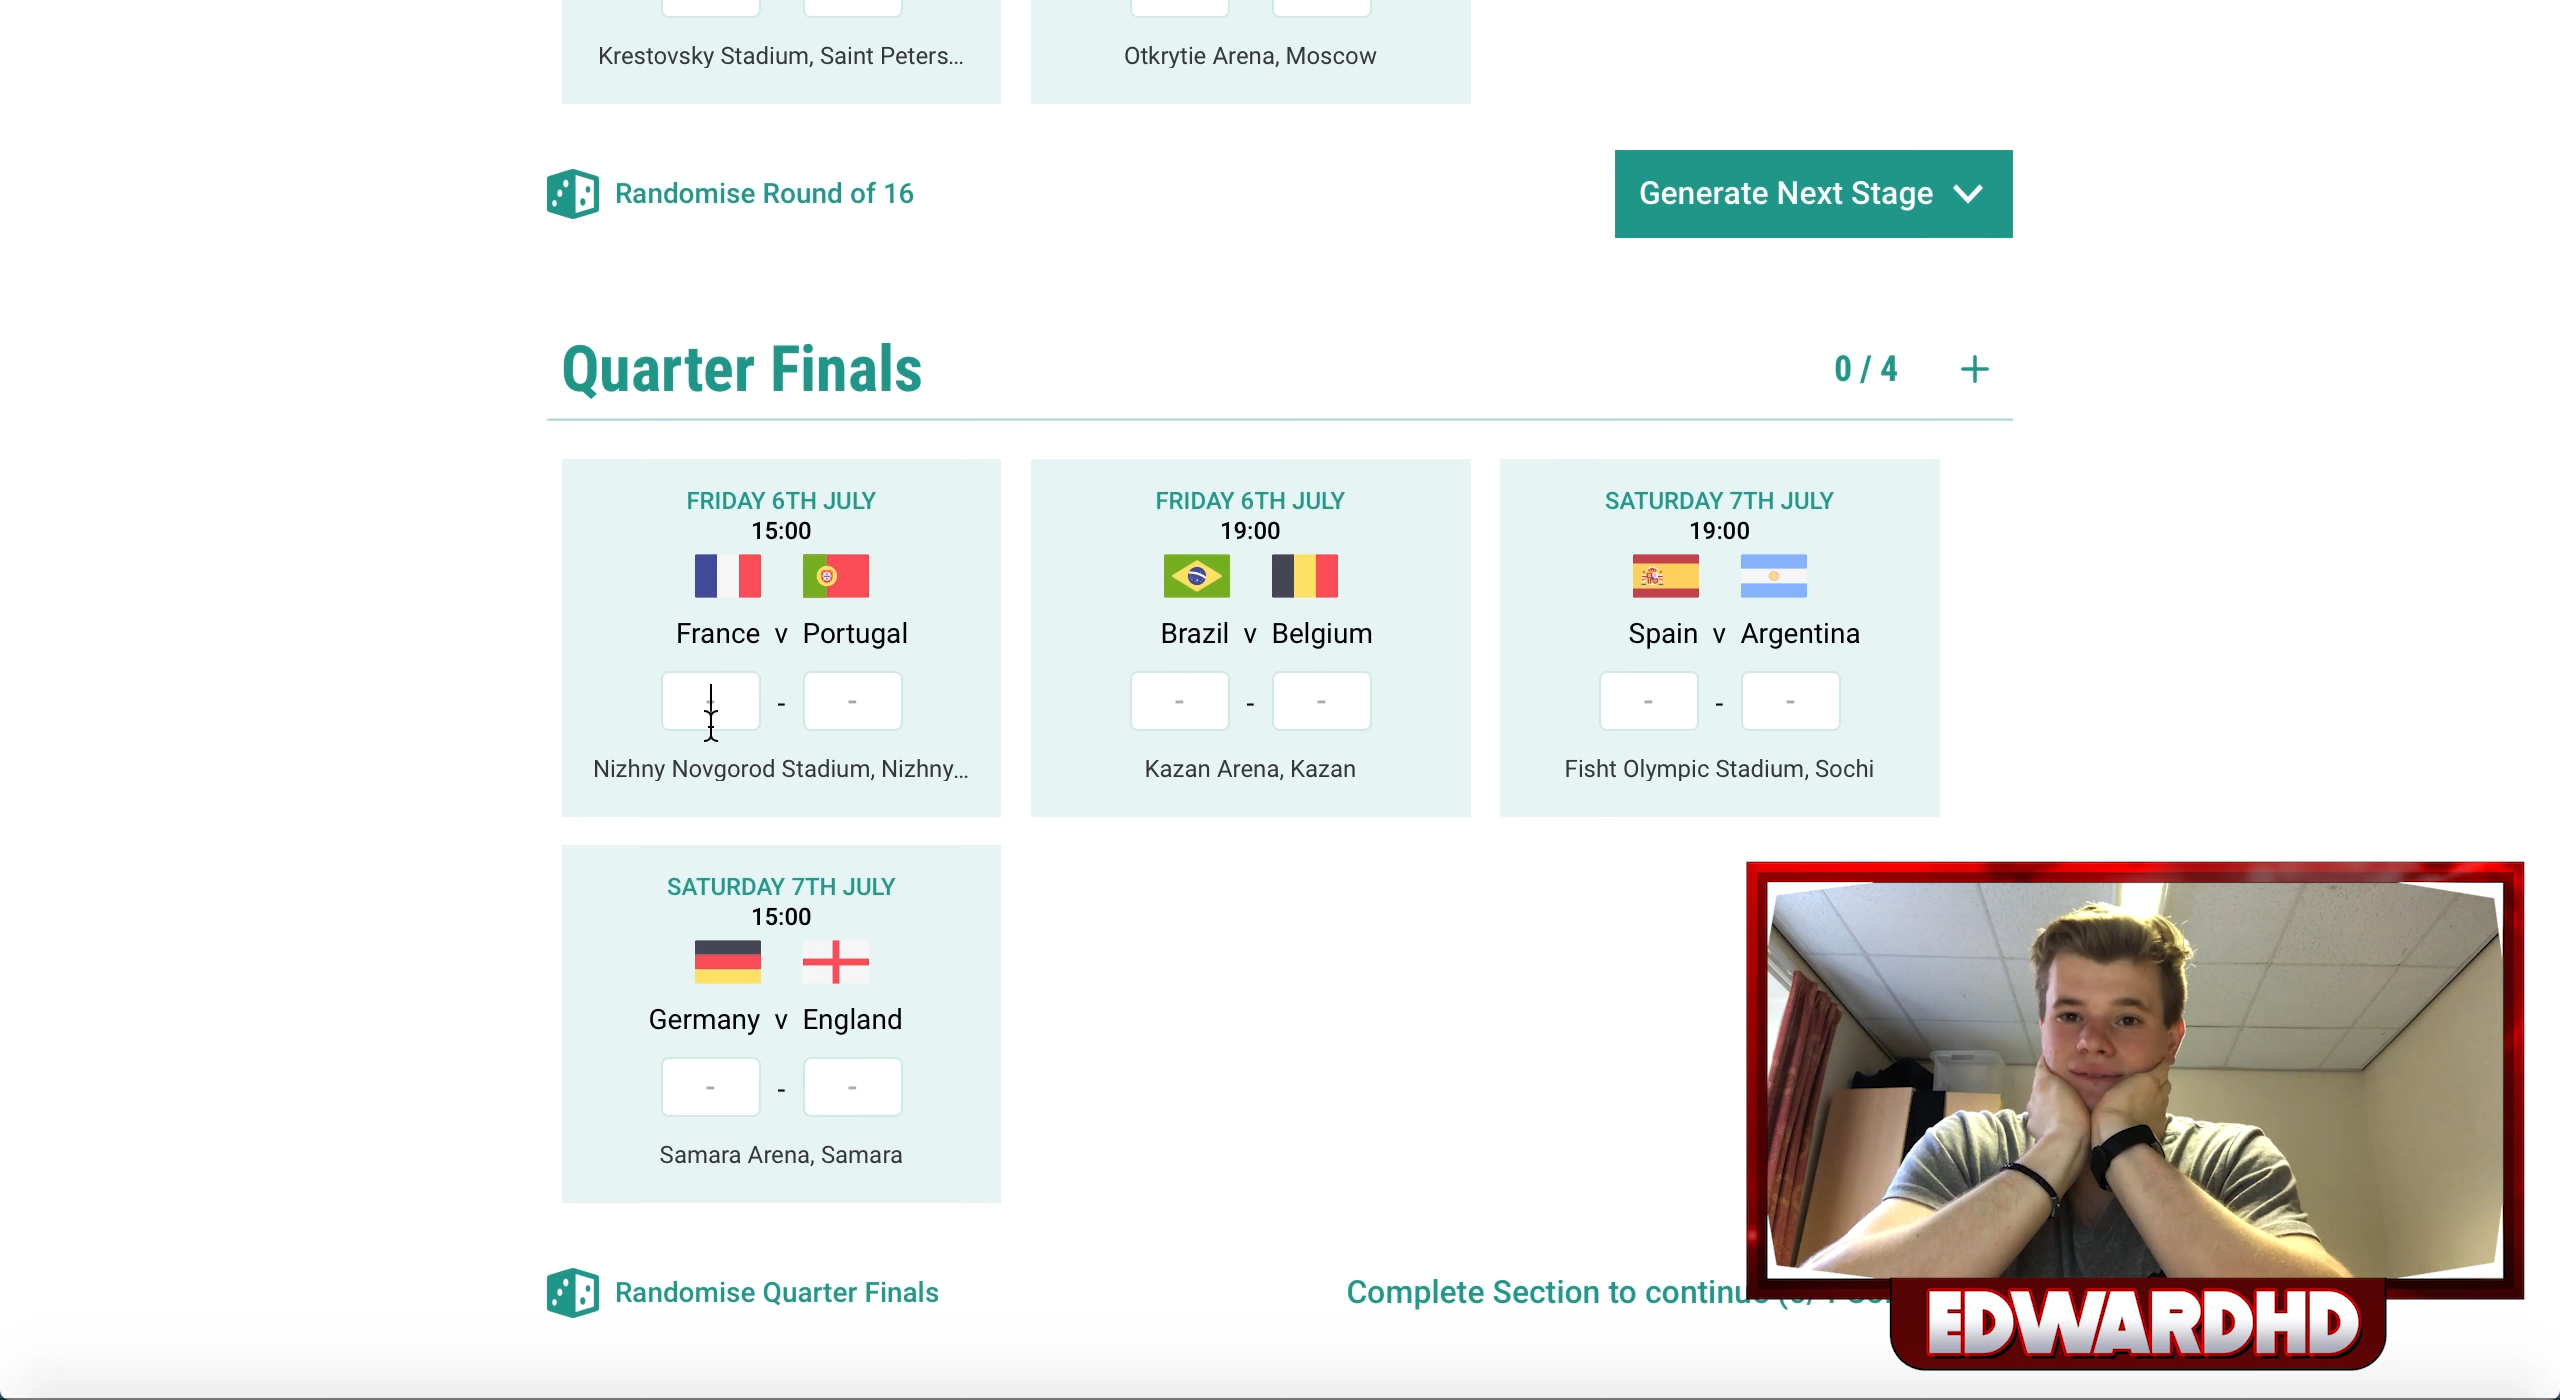 Krestovsky Stadium, Saint Peters...
Otkrytie Arena, Moscow
Randomise Round of 16
Generate Next Stage
Quarter Finals
0 / 4
FRIDAY 6TH JULY
15:00
France v Portugal
- -
Nizhny Novgorod Stadium, Nizhny...
FRIDAY 6TH JULY
19:00
Brazil v Belgium
- - -
Kazan Arena, Kazan
SATURDAY 7TH JULY
19:00
Spain v Argentina
- - -
Fisht Olympic Stadium, Sochi
SATURDAY 7TH JULY
15:00
Germany v England
- - -
Samara Arena, Samara
Randomise Quarter Finals
Complete Section to continue
EDWARDHD